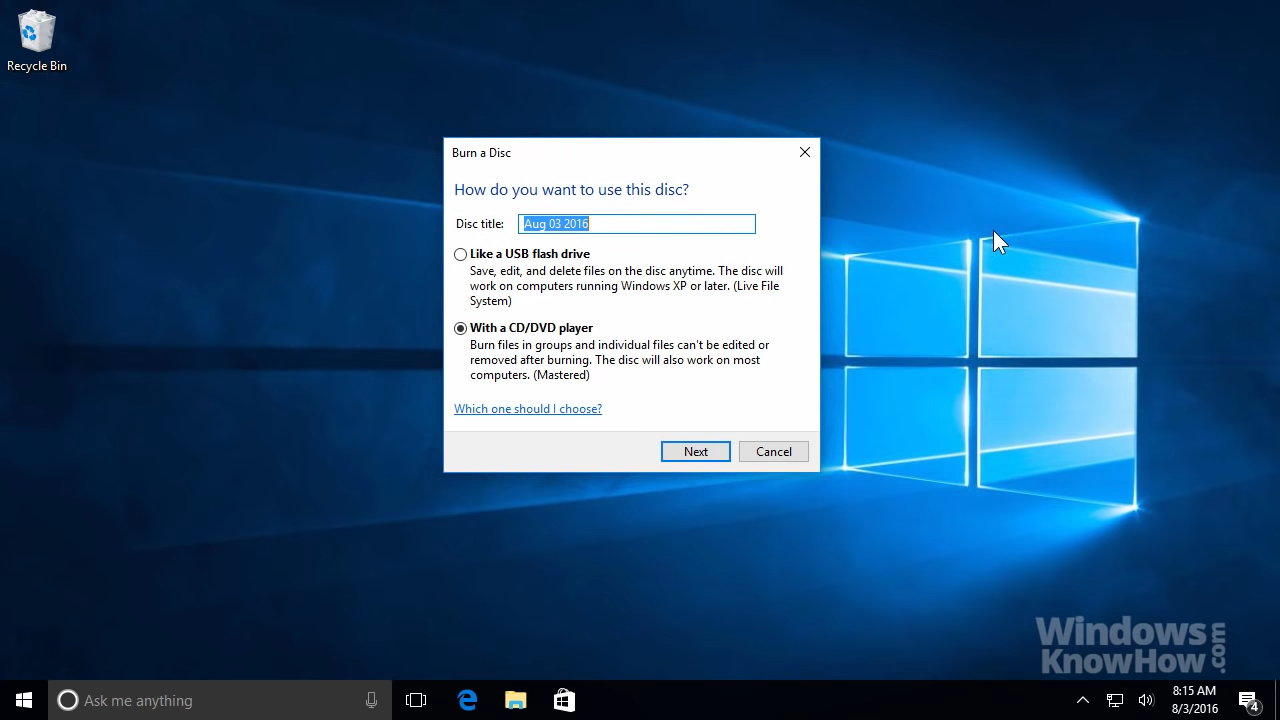 Recycle Bin
Burn a Disc
How do you want to use this disc?
Disc title: Aug 03 2016
Like a USB flash drive
Save, edit, and delete files on the disc anytime. The disc will
work on computers running Windows XP or later. (Live File
System)
With a CD/DVD player
Burn files in groups and individual files can't be edited or
removed after burning. The disc will also work on most
computers. (Mastered)
Which one should I choose?
Next Cancel
Windows
KnowHow.com
Ask me anything
8:15 AM
8/3/2016
4